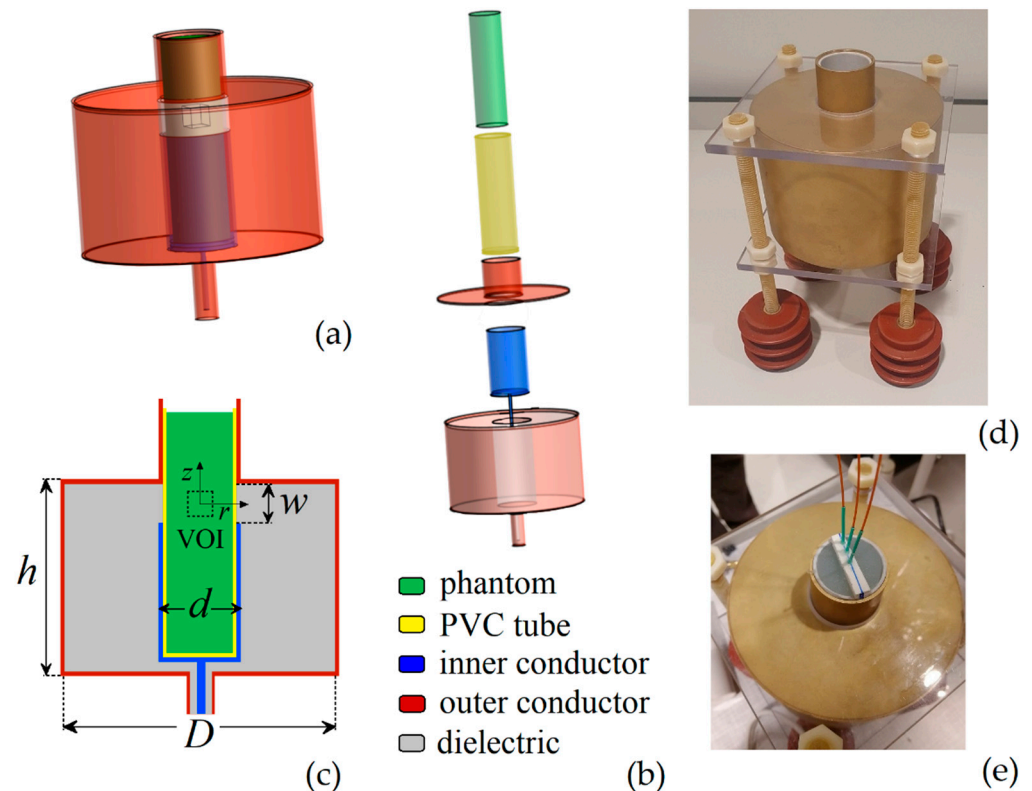 (a)
(d)
z
r
w
VOI
h
d
D
(c)
phantom
PVC tube
inner conductor
outer conductor
dielectric
(b)
(e)